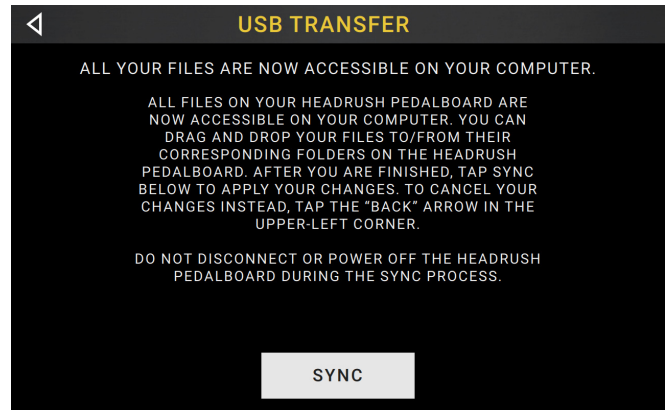 USB TRANSFER
ALL YOUR FILES ARE NOW ACCESSIBLE ON YOUR COMPUTER.
ALL FILES ON YOUR HEADRUSH PEDALBOARD ARE
NOW ACCESSIBLE ON YOUR COMPUTER. YOU CAN
DRAG AND DROP YOUR FILES TO/FROM THEIR
CORRESPONDING FOLDERS ON THE HEADRUSH
PEDALBOARD. AFTER YOU ARE FINISHED, TAP SYNC
BELOW TO APPLY YOUR CHANGES. TO CANCEL YOUR
CHANGES INSTEAD, TAP THE “BACK” ARROW IN THE
UPPER-LEFT CORNER.
DO NOT DISCONNECT OR POWER OFF THE HEADRUSH
PEDALBOARD DURING THE SYNC PROCESS.
SYNC